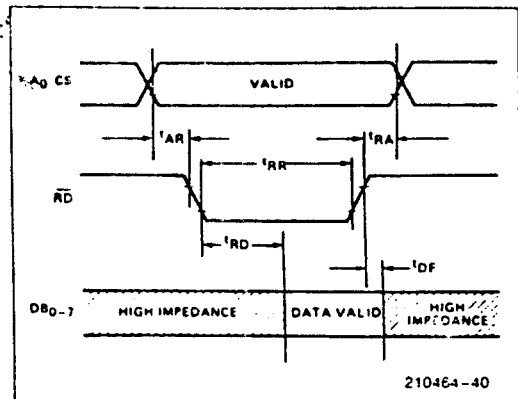 A₀ CS
VALID
tAR
tRA
tRR
RD
tRD
tDF
DB₀₋₇
HIGH IMPEDANCE
DATA VALID
HIGH
IMPEDANCE
210464-40